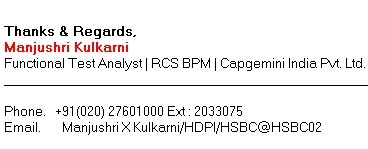 Thanks & Regards,
Manjushri Kulkarni
Functional Test Analyst | RCS BPM | Capgemini India Pvt. Ltd.
Phone. +91(020) 27601000 Ext : 2033075
Email. Manjushri X Kulkarni/HDPI/HSBC@HSBC02